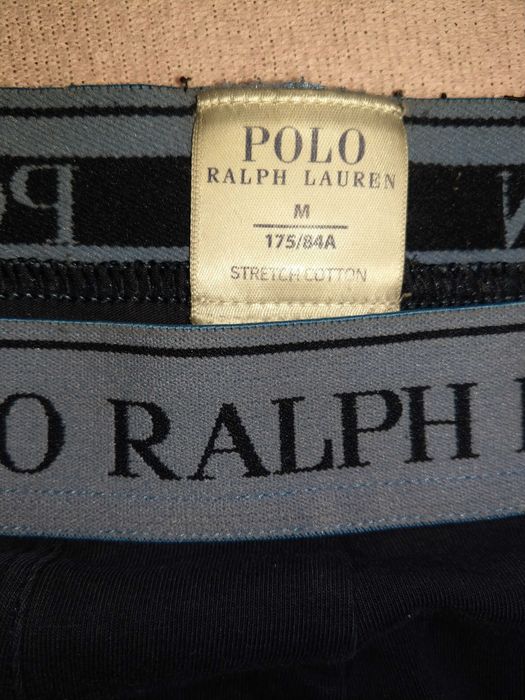 POLO
RALPH LAUREN
M
175/84A
STRETCH COTTON
O RALPH